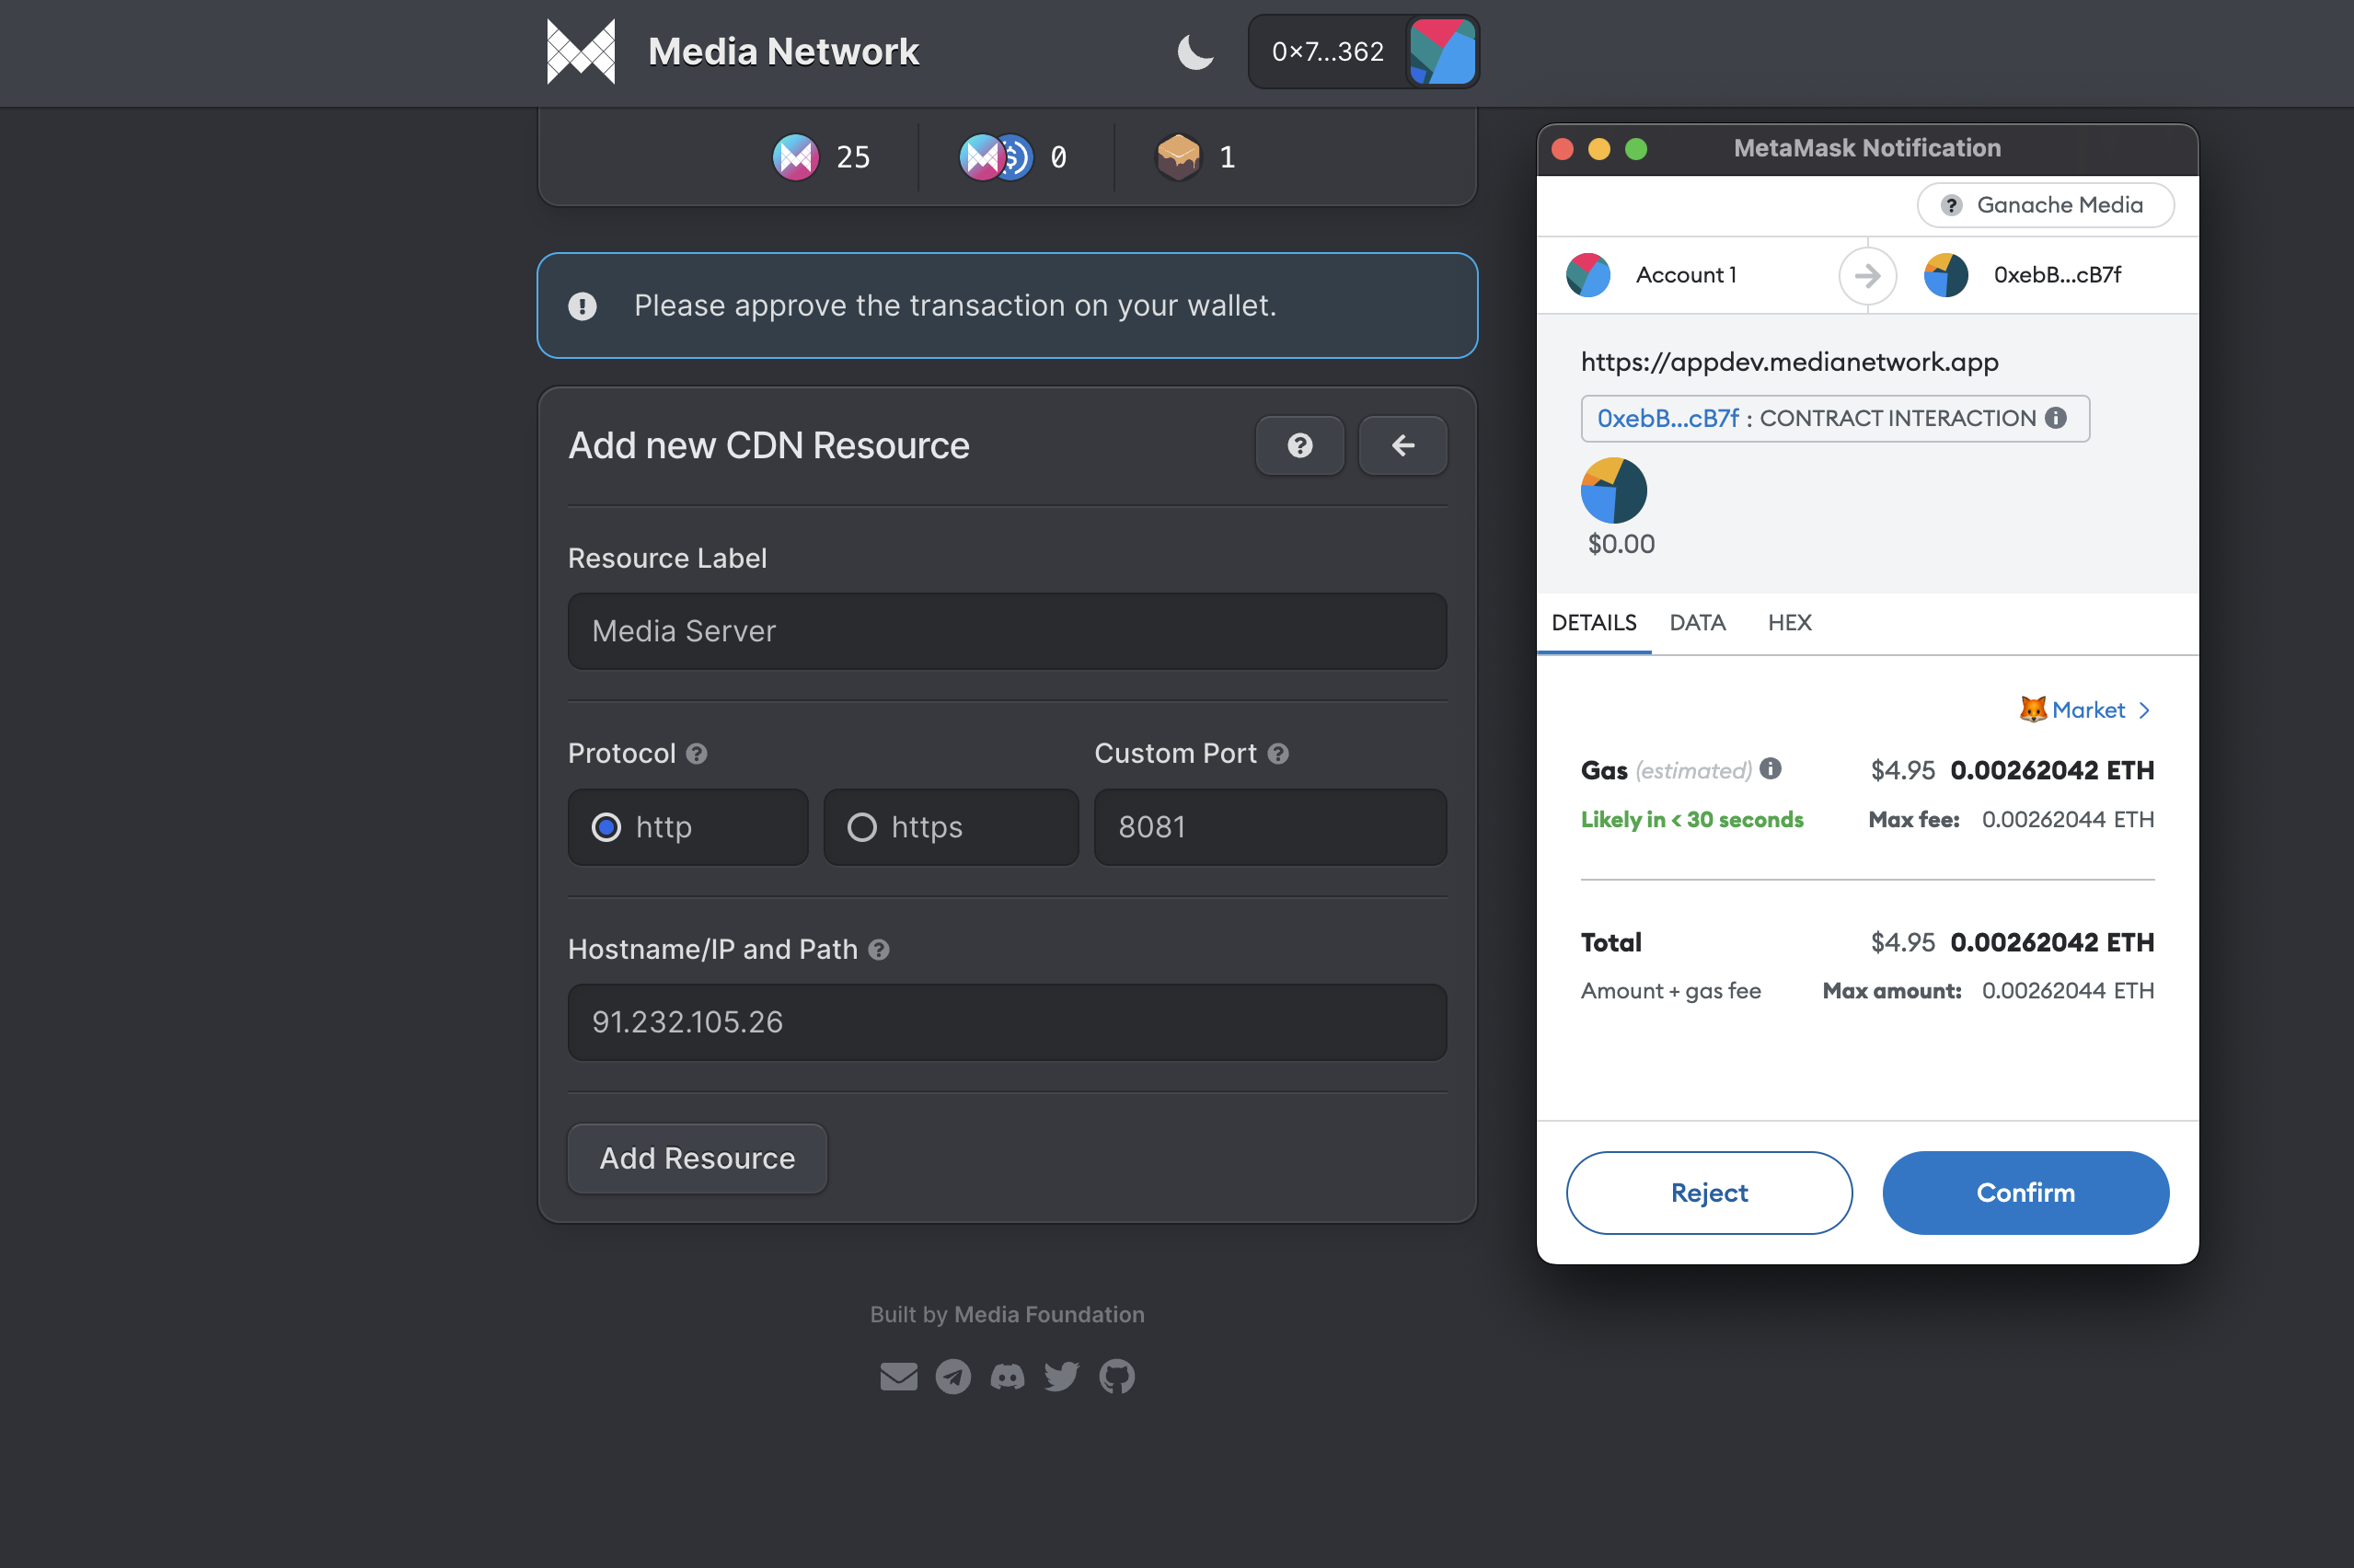 Media Network
0×7...362
25
0
1
Please approve the transaction on your wallet.
Add new CDN Resource
Resource Label
Media Server
Protocol
Custom Port
http
https
8081
Hostname/IP and Path
91.232.105.26
Add Resource
Built by Media Foundation
MetaMask Notification
Ganache Media
Account 1
0xebB...cB7f
https://appdev.medianetwork.app
0xebB...cB7f : CONTRACT INTERACTION
$0.00
DETAILS
DATA
HEX
Market >
Gas (estimated)
$4.95 0.00262042 ETH
Likely in < 30 seconds
Max fee: 0.00262044 ETH
Total
$4.95 0.00262042 ETH
Amount + gas fee
Max amount: 0.00262044 ETH
Reject
Confirm